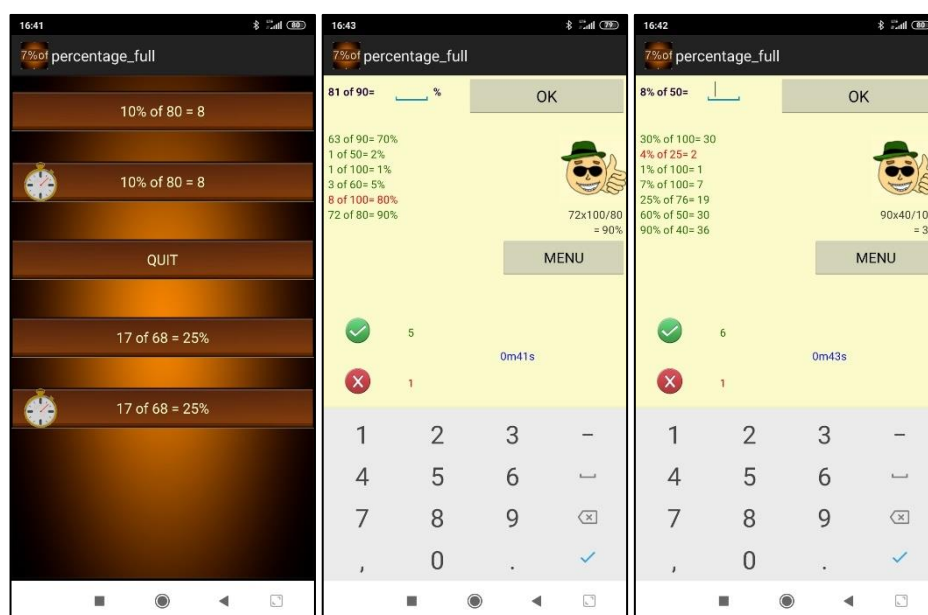 16:41
80
7%of percentage_full
10% of 80 = 8
10% of 80 = 8
QUIT
17 of 68 = 25%
17 of 68 = 25%
16:43
79
7%of percentage_full
81 of 90= %
OK
63 of 90= 70%
1 of 50= 2%
1 of 100= 1%
3 of 60= 5%
8 of 100= 80%
72 of 80= 90%
72x100/80
= 90%
MENU
5
0m41s
1
1 2 3 –
4 5 6
7 8 9
, 0 .
16:42
80
7%of percentage_full
8% of 50=
OK
30% of 100= 30
4% of 25= 2
1% of 100= 1
7% of 100= 7
25% of 76= 19
60% of 50= 30
90% of 40= 36
90x40/10
= 3
MENU
6
0m43s
1
1 2 3 –
4 5 6
7 8 9
, 0 .